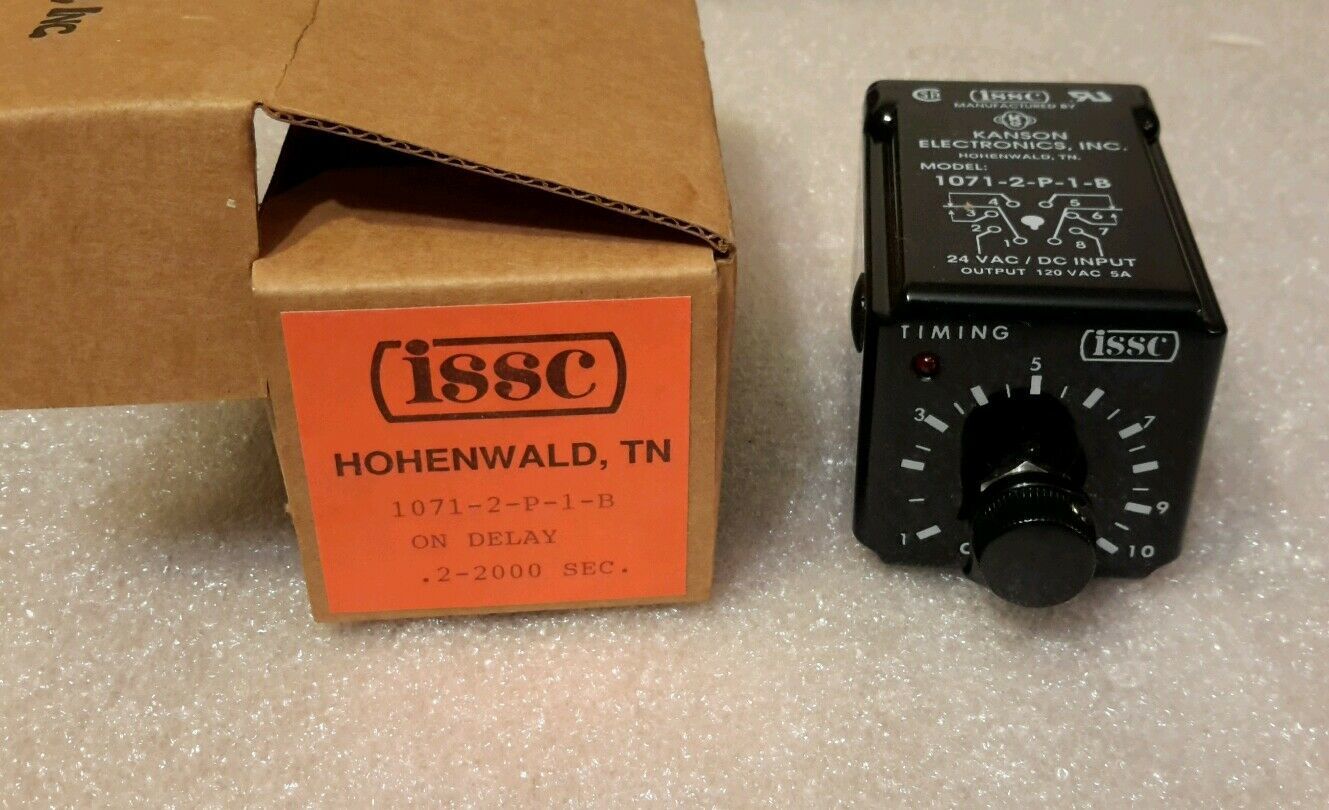 Inc
issc
HOHENWALD, TN
1071-2-P-1-B
ON DELAY
.2-2000 SEC.
issc
MANUFACTURED BY
KANSON
ELECTRONICS, INC.
HOHENWALD, TN.
MODEL:
1071-2-P-1-B
4 5
3 6
2 7
1 8
24 VAC / DC INPUT
OUTPUT 120 VAC 5A
TIMING
issc
5
3 7
9
1 0 10